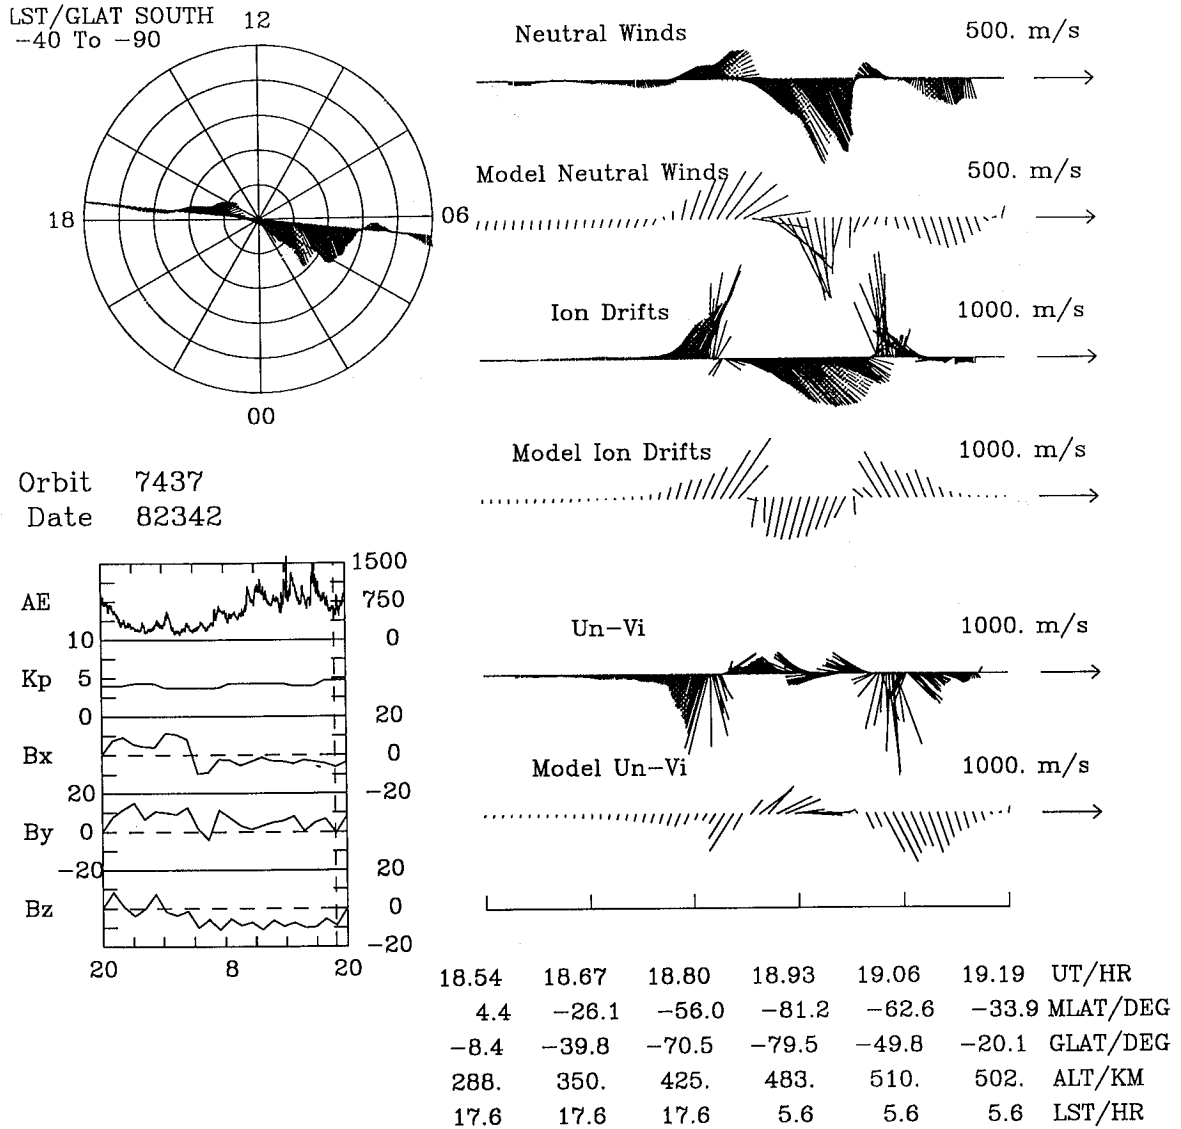 LST/GLAT SOUTH
-40 To -90
12
18
06
00
Orbit 7437
Date 82342
AE
1500
750
0
Kp
10
5
0
Bx
20
0
-20
By
20
0
-20
Bz
20
0
-20
20 8 20
Neutral Winds 500. m/s
Model Neutral Winds 500. m/s
Ion Drifts 1000. m/s
Model Ion Drifts 1000. m/s
Un-Vi 1000. m/s
Model Un-Vi 1000. m/s
18.54 18.67 18.80 18.93 19.06 19.19 UT/HR
4.4 -26.1 -56.0 -81.2 -62.6 -33.9 MLAT/DEG
-8.4 -39.8 -70.5 -79.5 -49.8 -20.1 GLAT/DEG
288. 350. 425. 483. 510. 502. ALT/KM
17.6 17.6 17.6 5.6 5.6 5.6 LST/HR